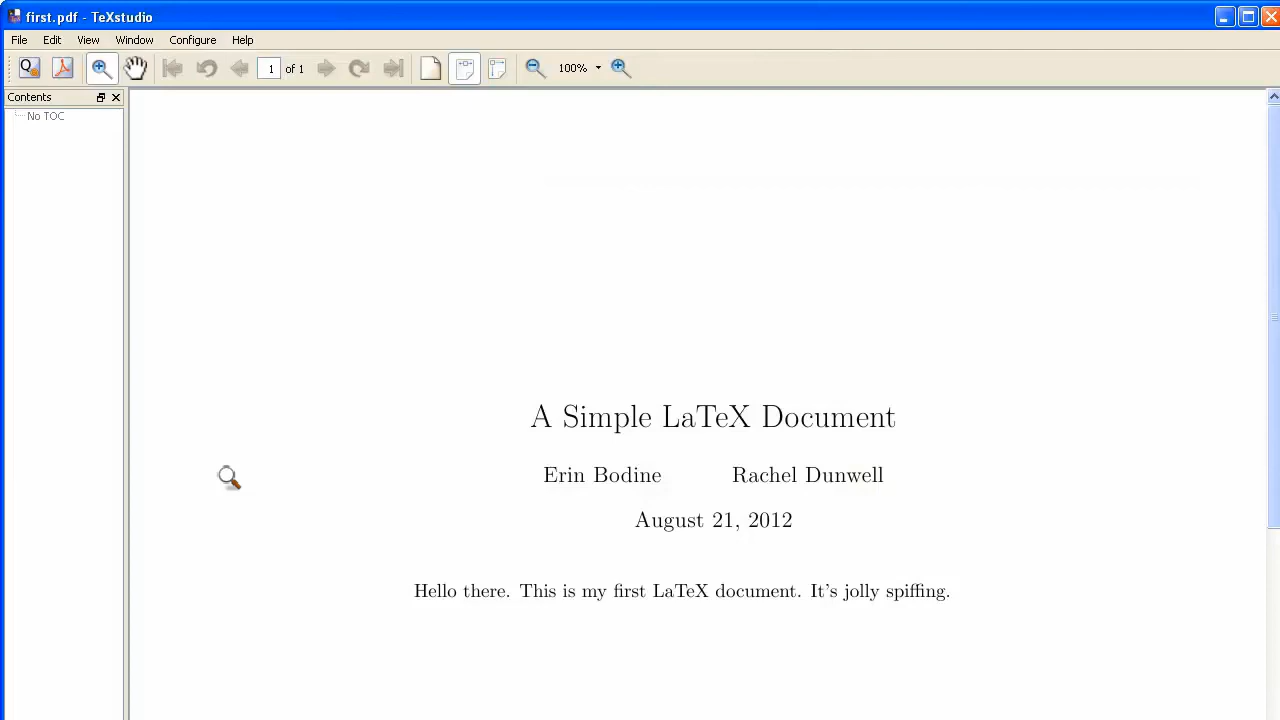 first.pdf - TeXstudio
File Edit View Window Configure Help
1 of 1 100%
Contents
No TOC
A Simple LaTeX Document
Erin Bodine Rachel Dunwell
August 21, 2012
Hello there. This is my first LaTeX document. It's jolly spiffing.